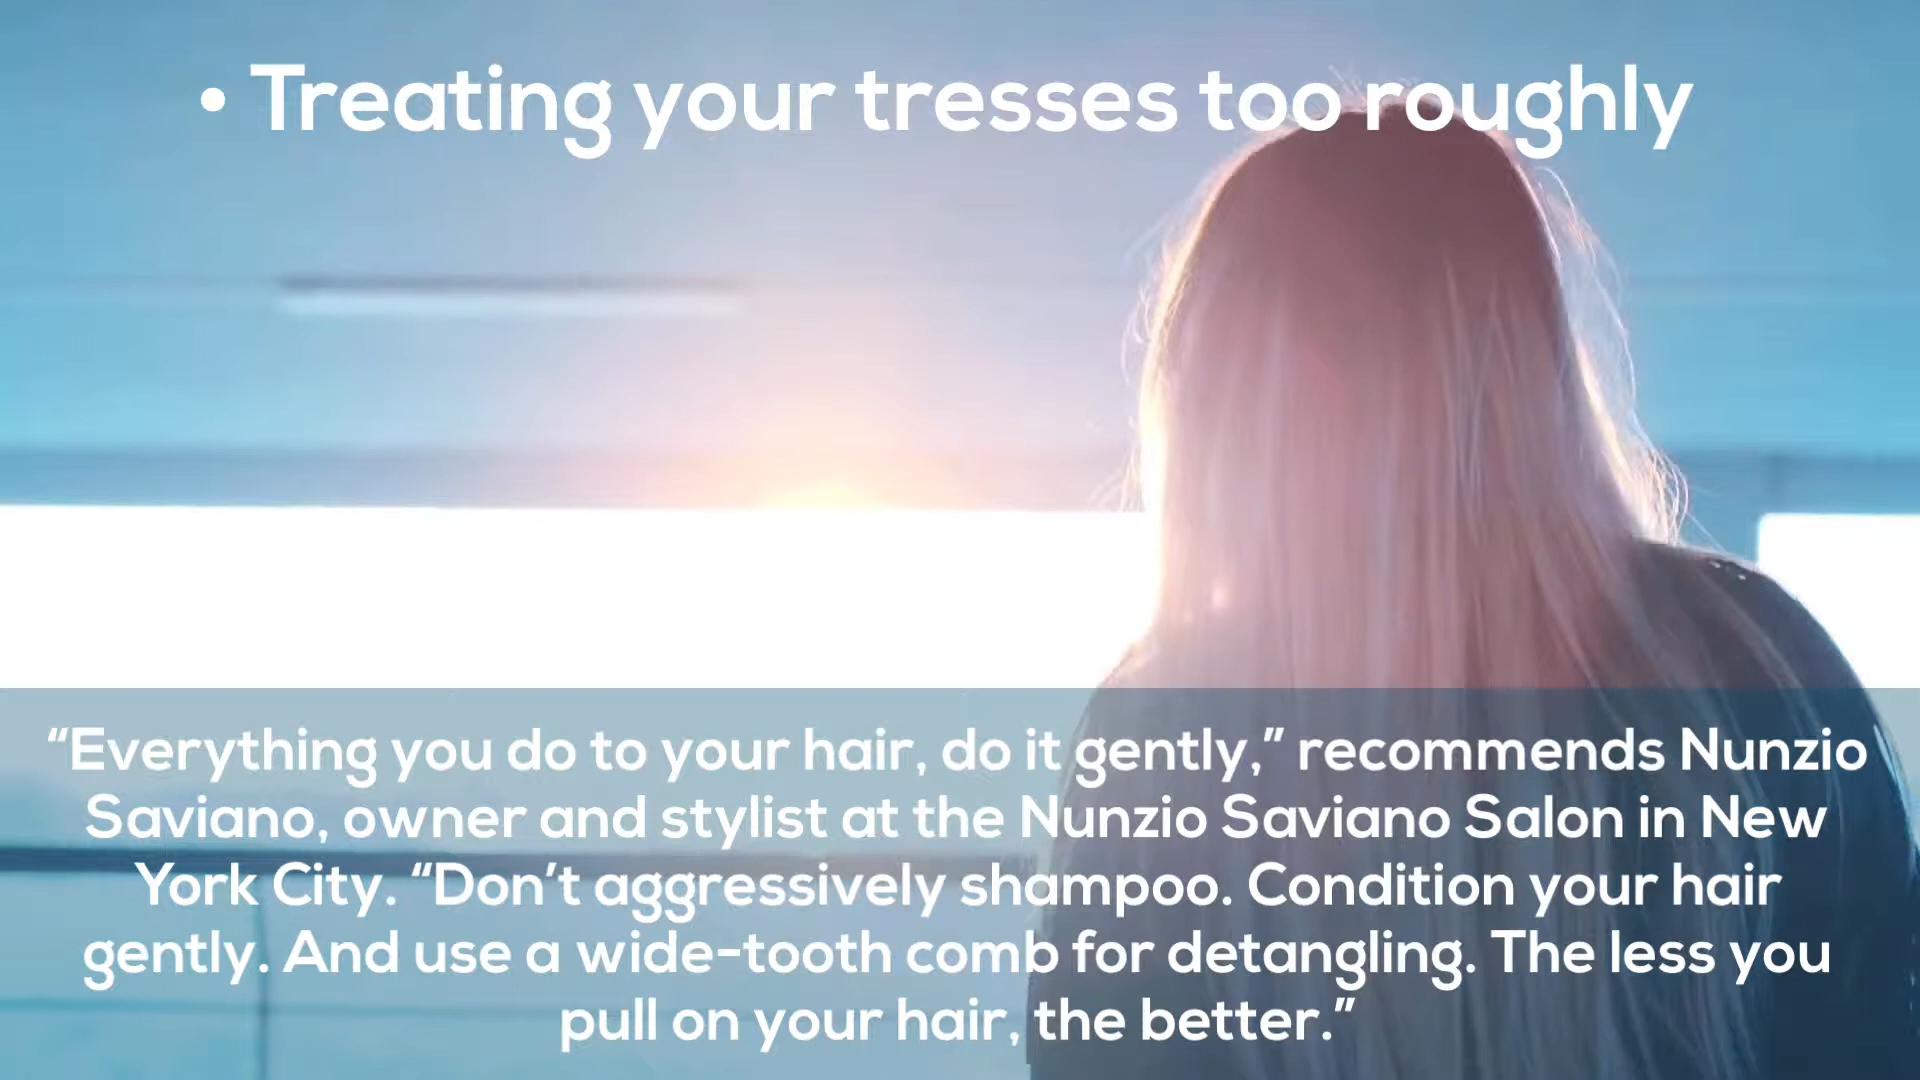 • Treating your tresses too roughly
“Everything you do to your hair, do it gently,” recommends Nunzio
Saviano, owner and stylist at the Nunzio Saviano Salon in New
York City. “Don’t aggressively shampoo. Condition your hair
gently. And use a wide-tooth comb for detangling. The less you
pull on your hair, the better.”